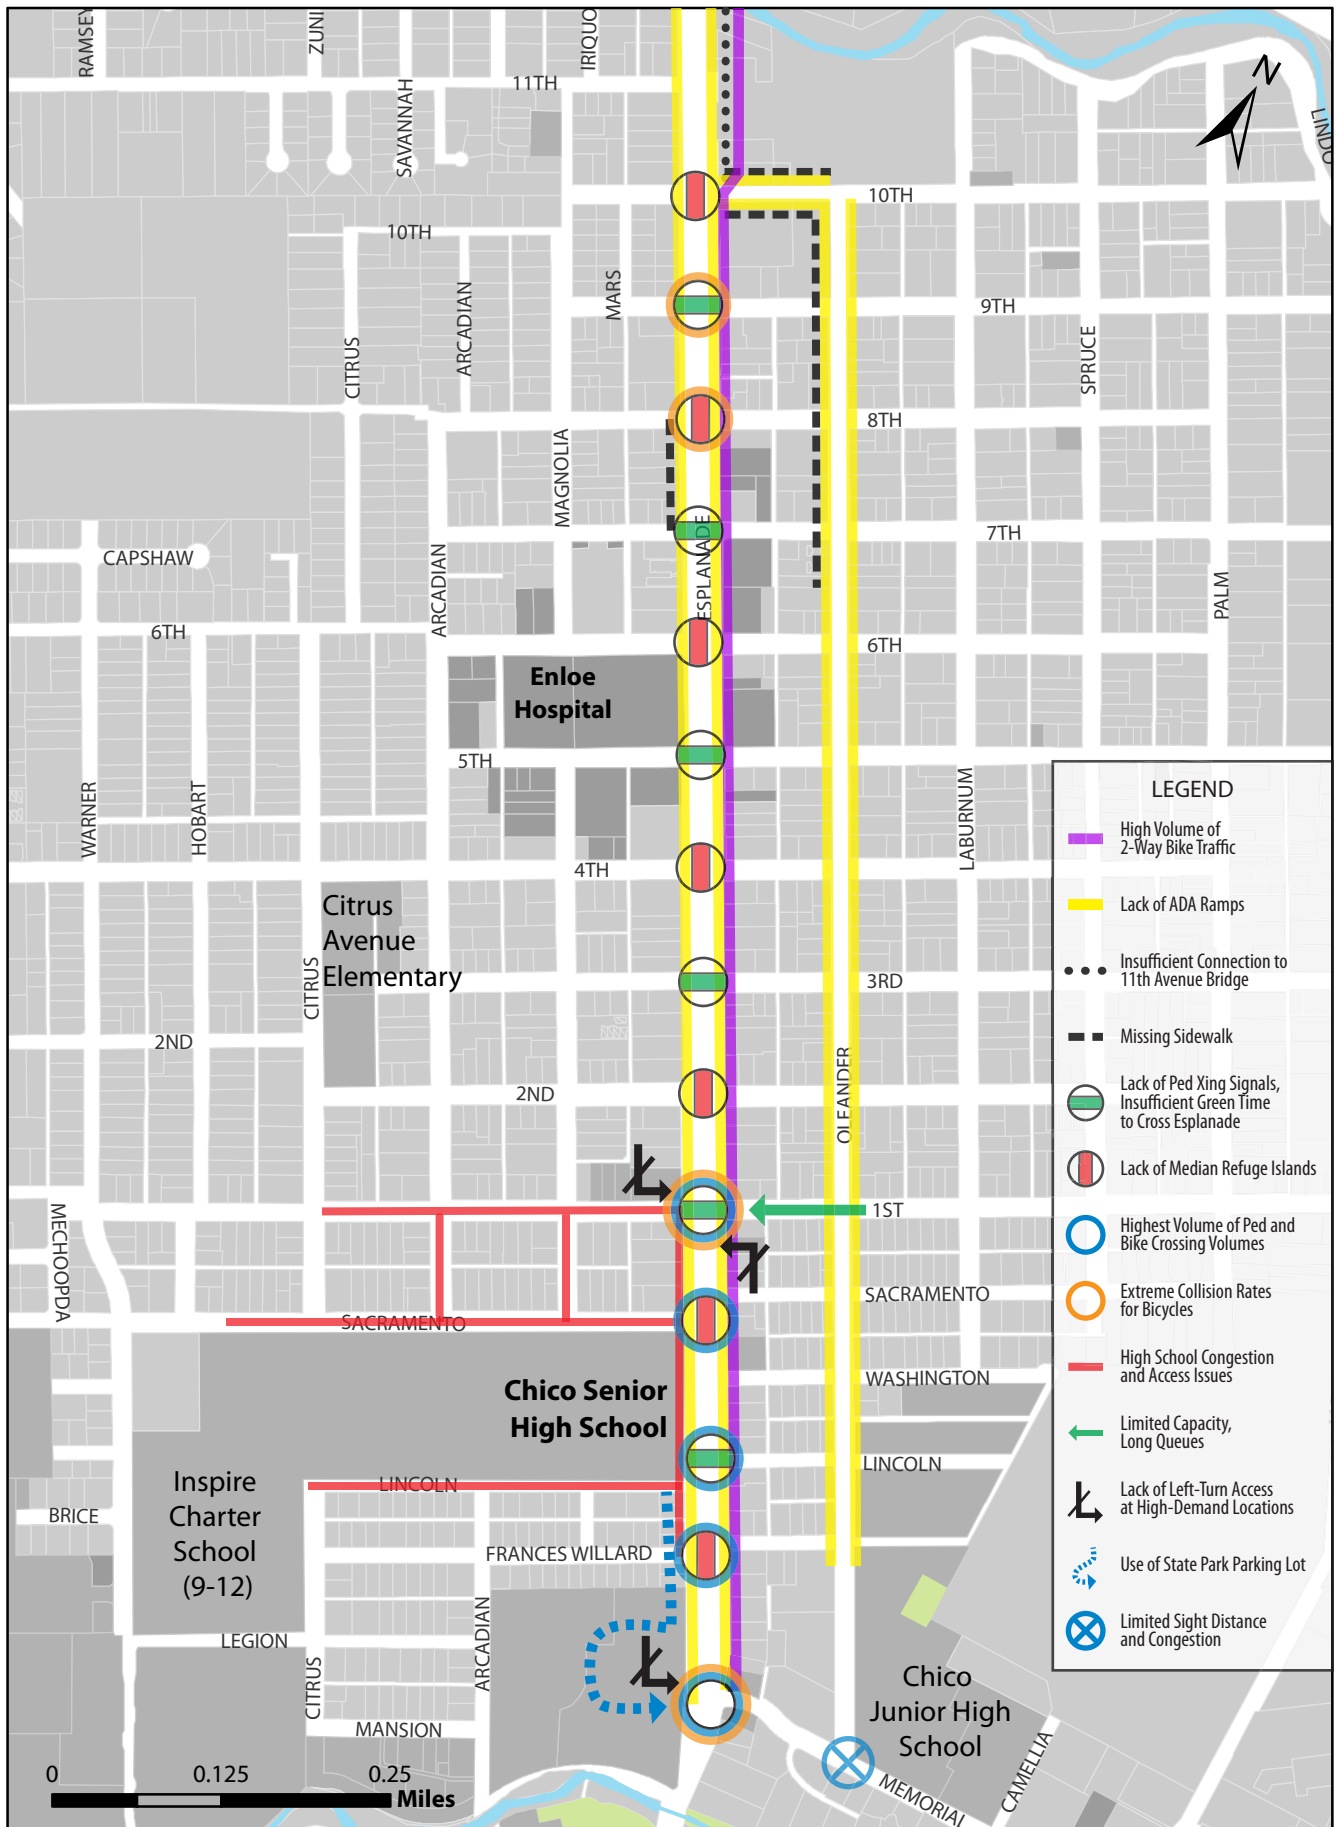 RAMSEY
ZUNI
IRIQUO
11TH
SAVANNAH
N
LINDO
10TH
10TH
MARS
ARCADIAN
9TH
CITRUS
SPRUCE
8TH
MAGNOLIA
ESPLANADE
7TH
CAPSHAW
ARCADIAN
PALM
6TH
6TH
Enloe
Hospital
5TH
WARNER
HOBART
LABURNUM
4TH
Citrus
Avenue
Elementary
CITRUS
3RD
2ND
2ND
OLEANDER
MECHOOPDA
1ST
SACRAMENTO
SACRAMENTO
WASHINGTON
Chico Senior
High School
LINCOLN
LINCOLN
Inspire
Charter
School
(9-12)
BRICE
FRANCES WILLARD
LEGION
CITRUS
ARCADIAN
MANSION
Chico
Junior High
School
MEMORIAL
CAMELLIA
0 0.125 0.25
Miles
LEGEND
High Volume of
2-Way Bike Traffic
Lack of ADA Ramps
Insufficient Connection to
11th Avenue Bridge
Missing Sidewalk
Lack of Ped Xing Signals,
Insufficient Green Time
to Cross Esplanade
Lack of Median Refuge Islands
Highest Volume of Ped and
Bike Crossing Volumes
Extreme Collision Rates
for Bicycles
High School Congestion
and Access Issues
Limited Capacity,
Long Queues
Lack of Left-Turn Access
at High-Demand Locations
Use of State Park Parking Lot
Limited Sight Distance
and Congestion